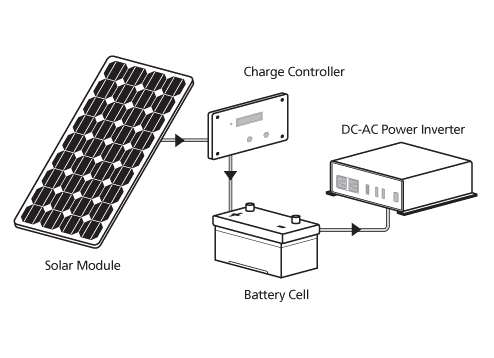 Charge Controller
DC-AC Power Inverter
Solar Module
Battery Cell